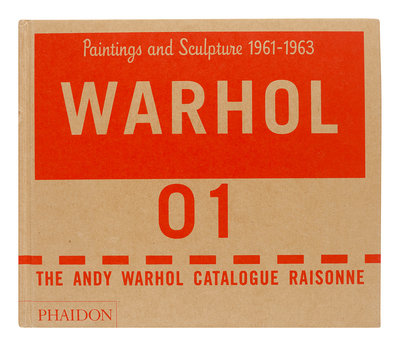 Paintings and Sculpture 1961-1963
WARHOL
01
THE ANDY WARHOL CATALOGUE RAISONNE
PHAIDON